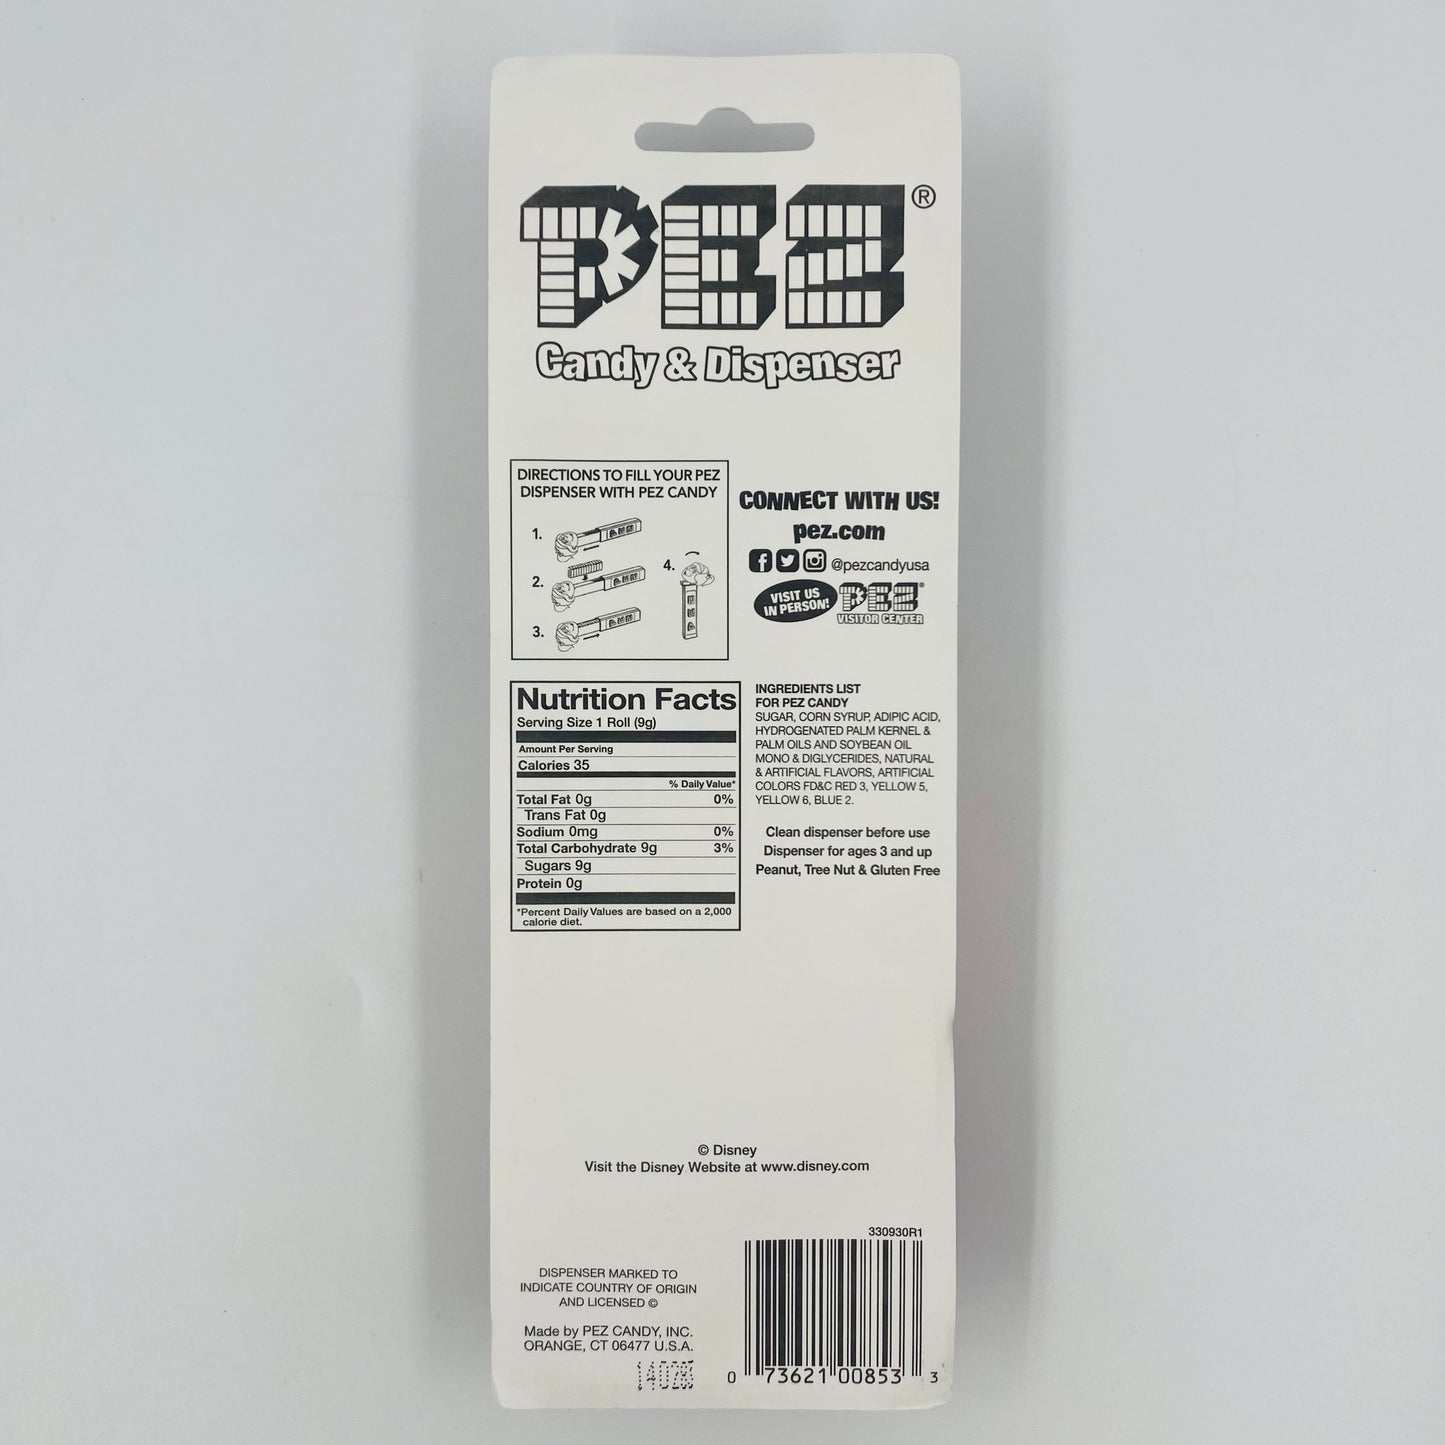 PEZ®
Candy & Dispenser
DIRECTIONS TO FILL YOUR PEZ
DISPENSER WITH PEZ CANDY
1.
2.
3.
4.
CONNECT WITH US!
pez.com
@pezcandyusa
VISIT US
IN PERSON!
PEZ®
VISITOR CENTER
Nutrition Facts
Serving Size 1 Roll (9g)
Amount Per Serving
Calories 35
% Daily Value*
Total Fat 0g 0%
Trans Fat 0g
Sodium 0mg 0%
Total Carbohydrate 9g 3%
Sugars 9g
Protein 0g
*Percent Daily Values are based on a 2,000
calorie diet.
INGREDIENTS LIST
FOR PEZ CANDY
SUGAR, CORN SYRUP, ADIPIC ACID,
HYDROGENATED PALM KERNEL &
PALM OILS AND SOYBEAN OIL
MONO & DIGLYCERIDES, NATURAL
& ARTIFICIAL FLAVORS, ARTIFICIAL
COLORS FD&C RED 3, YELLOW 5,
YELLOW 6, BLUE 2.
Clean dispenser before use
Dispenser for ages 3 and up
Peanut, Tree Nut & Gluten Free
© Disney
Visit the Disney Website at www.disney.com
DISPENSER MARKED TO
INDICATE COUNTRY OF ORIGIN
AND LICENSED ©
Made by PEZ CANDY, INC.
ORANGE, CT 06477 U.S.A.
330930R1
0 73621 00853 3